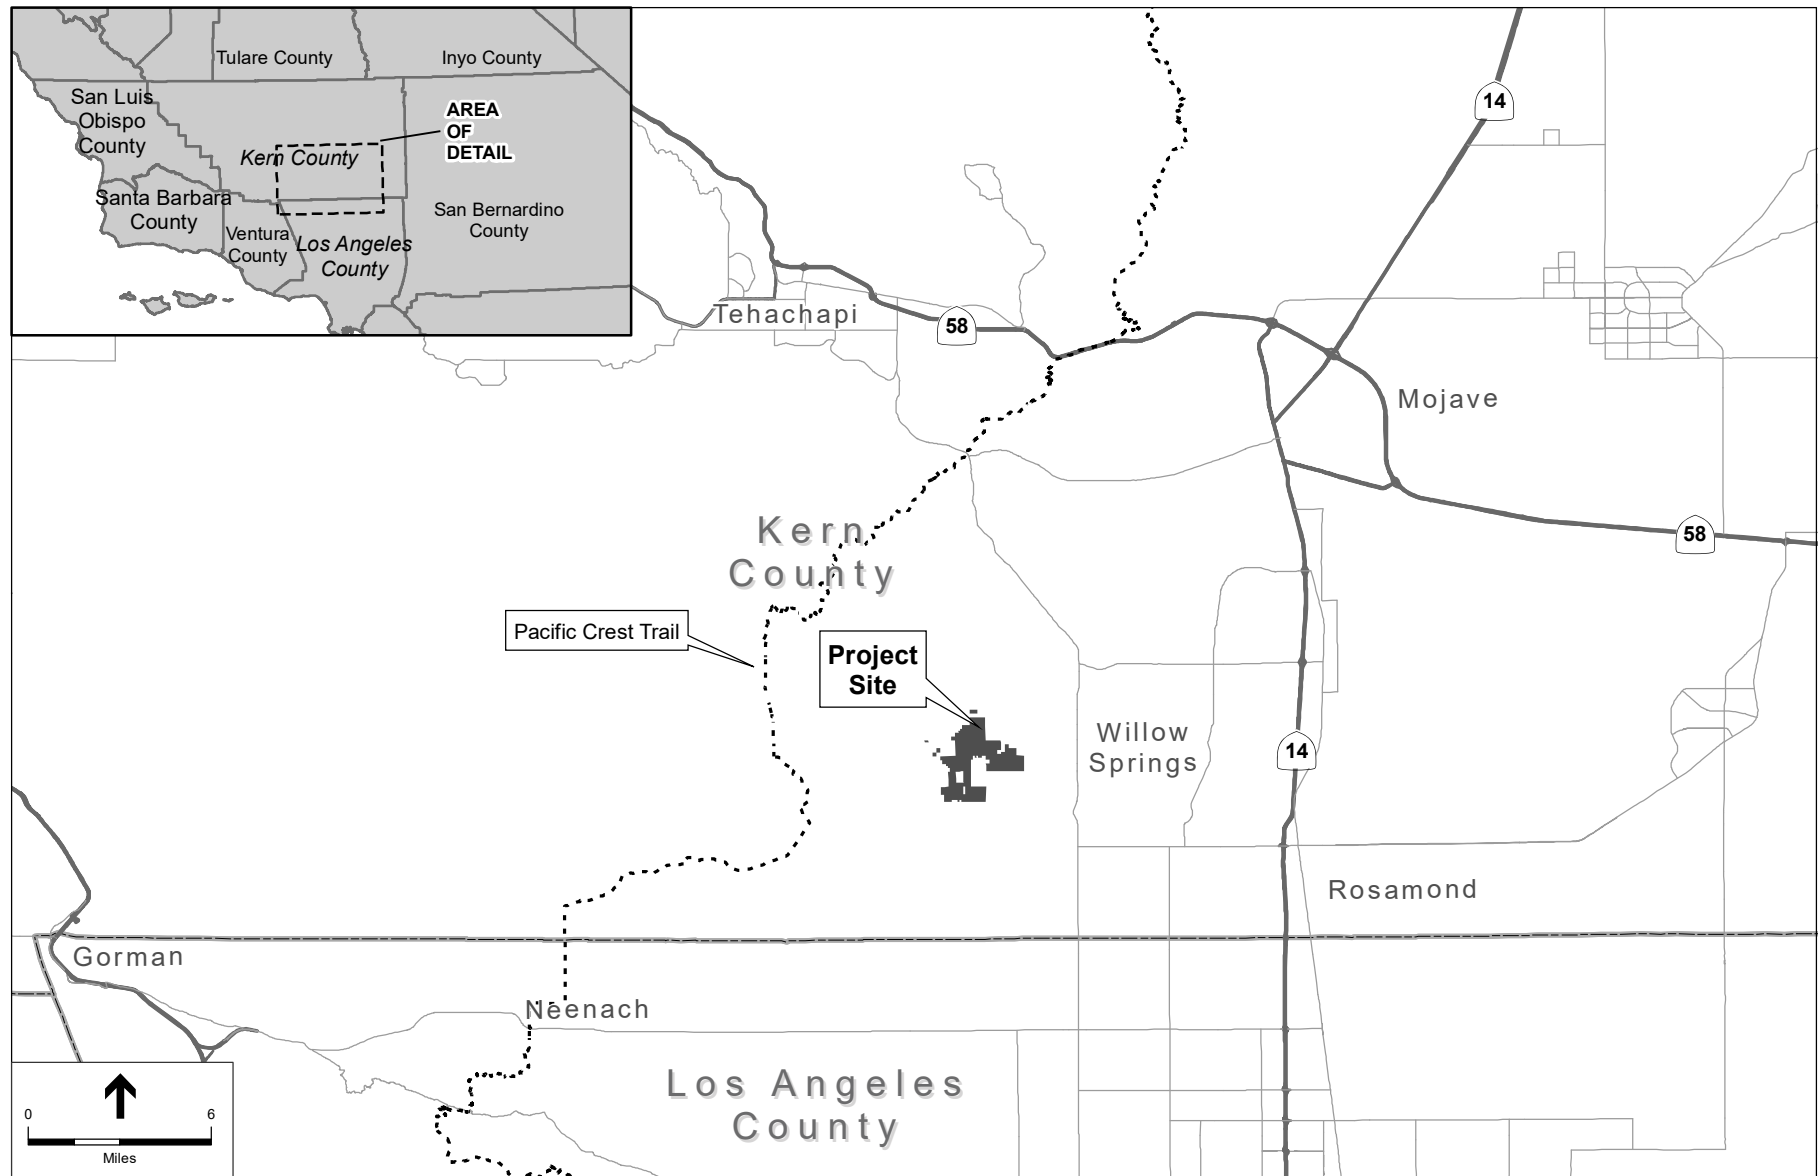 Tulare County
Inyo County
San Luis
Obispo
County
AREA
OF
DETAIL
Kern County
Santa Barbara
County
San Bernardino
County
Ventura
County
Los Angeles
County
14
Tehachapi
58
Mojave
Kern
County
58
Pacific Crest Trail
Project
Site
Willow
Springs
14
Rosamond
Gorman
Neenach
Los Angeles
County
0 6
Miles